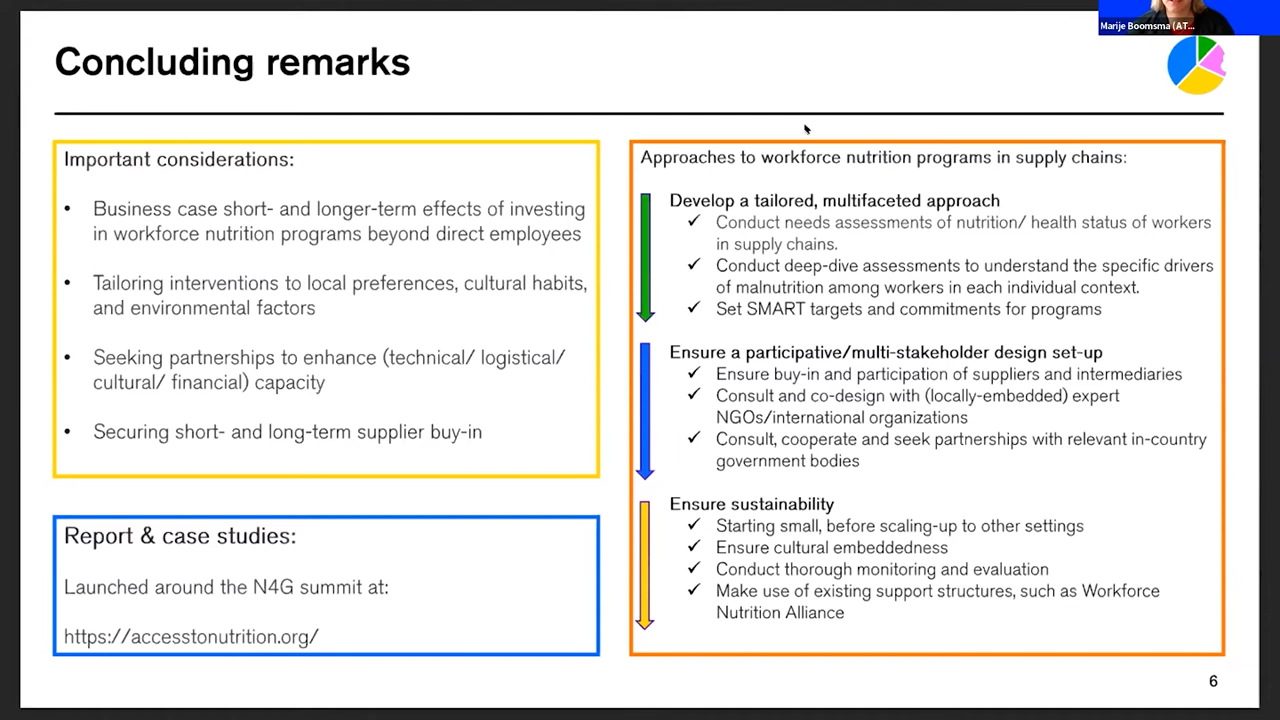 Marije Boomsma (AT...
Concluding remarks
Important considerations:
• Business case short- and longer-term effects of investing
in workforce nutrition programs beyond direct employees
• Tailoring interventions to local preferences, cultural habits,
and environmental factors
• Seeking partnerships to enhance (technical/ logistical/
cultural/ financial) capacity
• Securing short- and long-term supplier buy-in
Report & case studies:
Launched around the N4G summit at:
https://accesstonutrition.org/
Approaches to workforce nutrition programs in supply chains:
Develop a tailored, multifaceted approach
✓ Conduct needs assessments of nutrition/ health status of workers
in supply chains.
✓ Conduct deep-dive assessments to understand the specific drivers
of malnutrition among workers in each individual context.
✓ Set SMART targets and commitments for programs
Ensure a participative/multi-stakeholder design set-up
✓ Ensure buy-in and participation of suppliers and intermediaries
✓ Consult and co-design with (locally-embedded) expert
NGOs/international organizations
✓ Consult, cooperate and seek partnerships with relevant in-country
government bodies
Ensure sustainability
✓ Starting small, before scaling-up to other settings
✓ Ensure cultural embeddedness
✓ Conduct thorough monitoring and evaluation
✓ Make use of existing support structures, such as Workforce
Nutrition Alliance
6